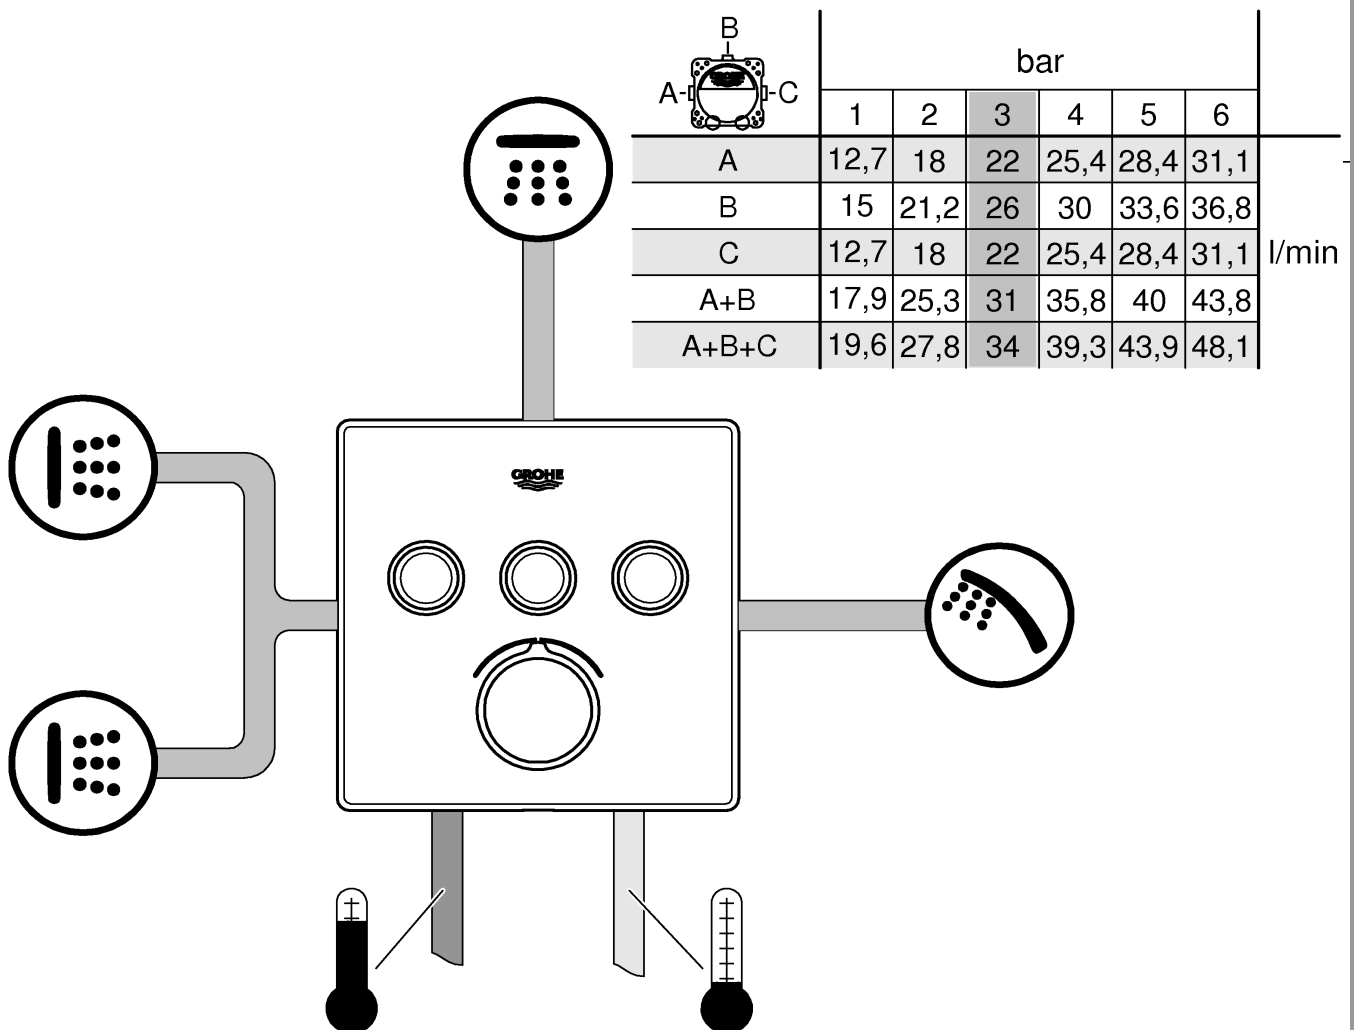 B
A
C
GROHE
bar
1 2 3 4 5 6
A 12,7 18 22 25,4 28,4 31,1
B 15 21,2 26 30 33,6 36,8
C 12,7 18 22 25,4 28,4 31,1
l/min
A+B 17,9 25,3 31 35,8 40 43,8
A+B+C 19,6 27,8 34 39,3 43,9 48,1
GROHE